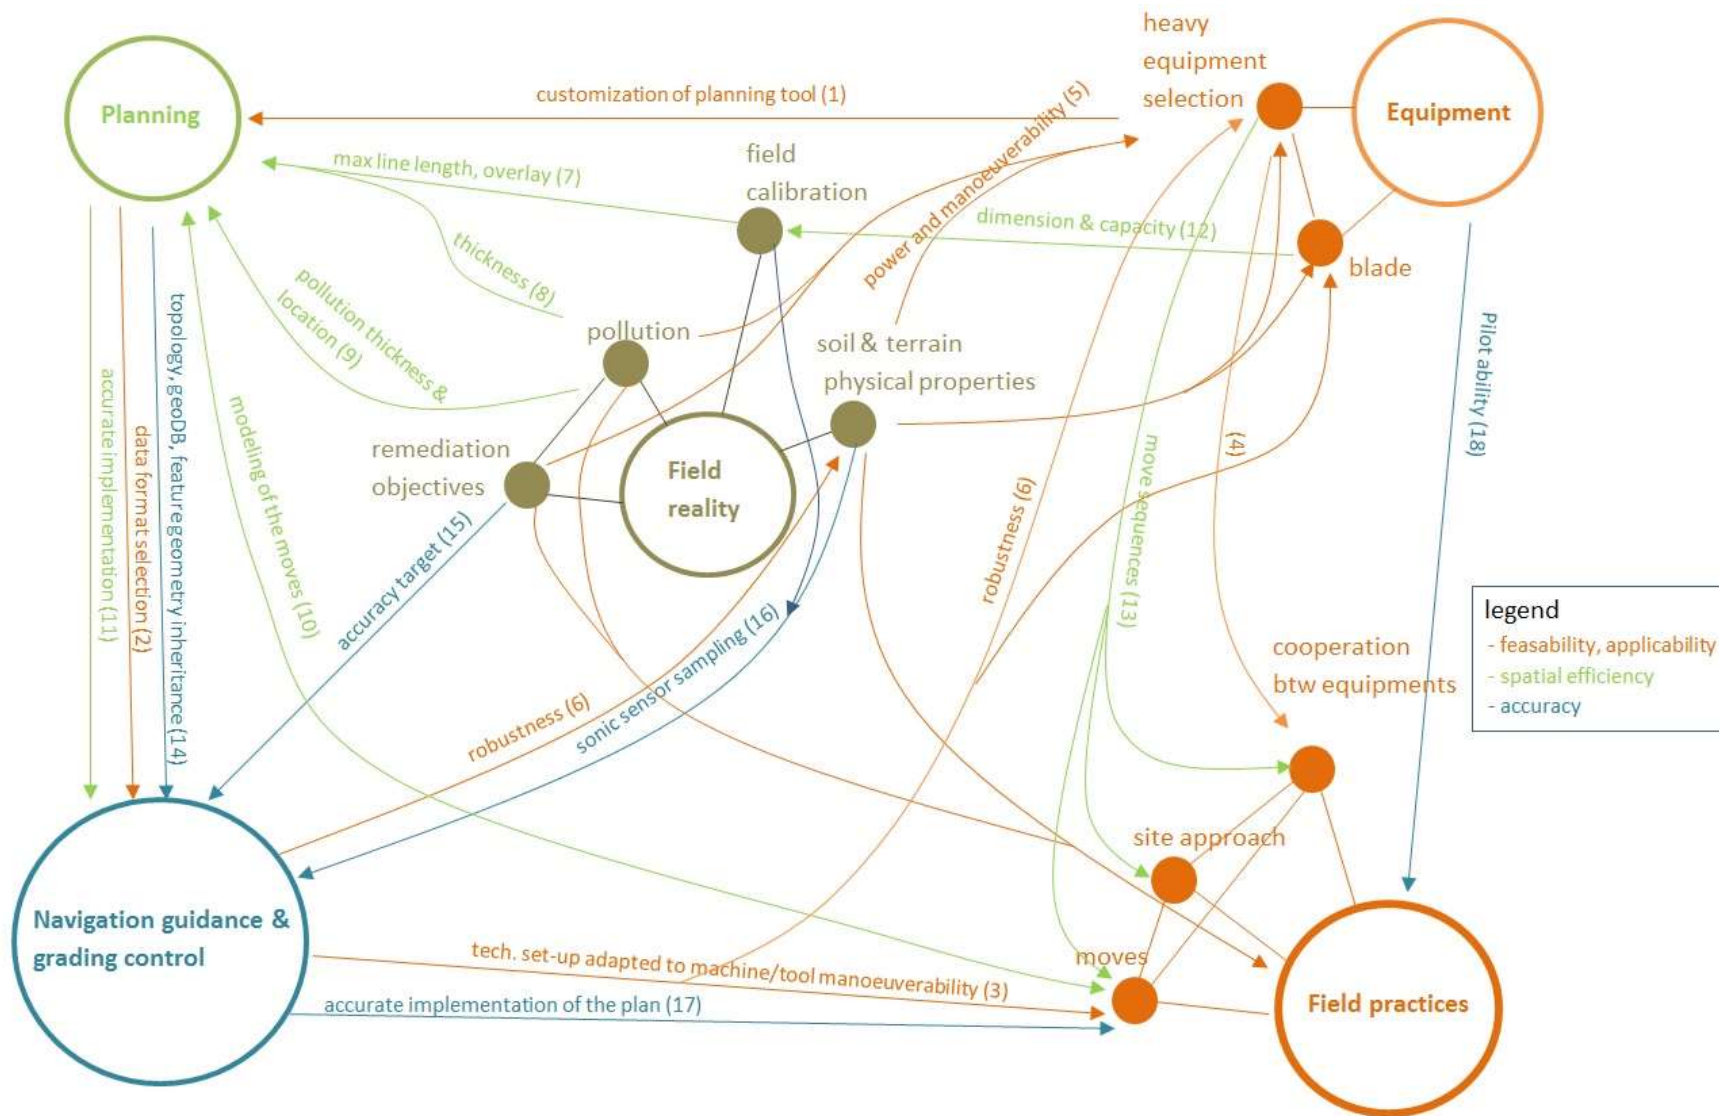 heavy
equipment
selection
Planning
customization of planning tool (1)
Equipment
power and manoeuverability (5)
field
calibration
max line length, overlay (7)
dimension & capacity (12)
blade
thickness (8)
pollution thickness &
location (9)
pollution
soil & terrain
physical properties
remediation
objectives
Field
reality
accurate implementation (11)
data format selection (2)
topology, geoDB, feature geometry inheritance (14)
modeling of the moves (10)
accuracy target (15)
robustness (6)
sonic sensor sampling (16)
robustness (6)
move sequences (13)
(4)
Pilot ability (18)
legend
- feasability, applicability
- spatial efficiency
- accuracy
cooperation
btw equipments
site approach
moves
Navigation guidance &
grading control
tech. set-up adapted to machine/tool manoeuverability (3)
accurate implementation of the plan (17)
Field practices